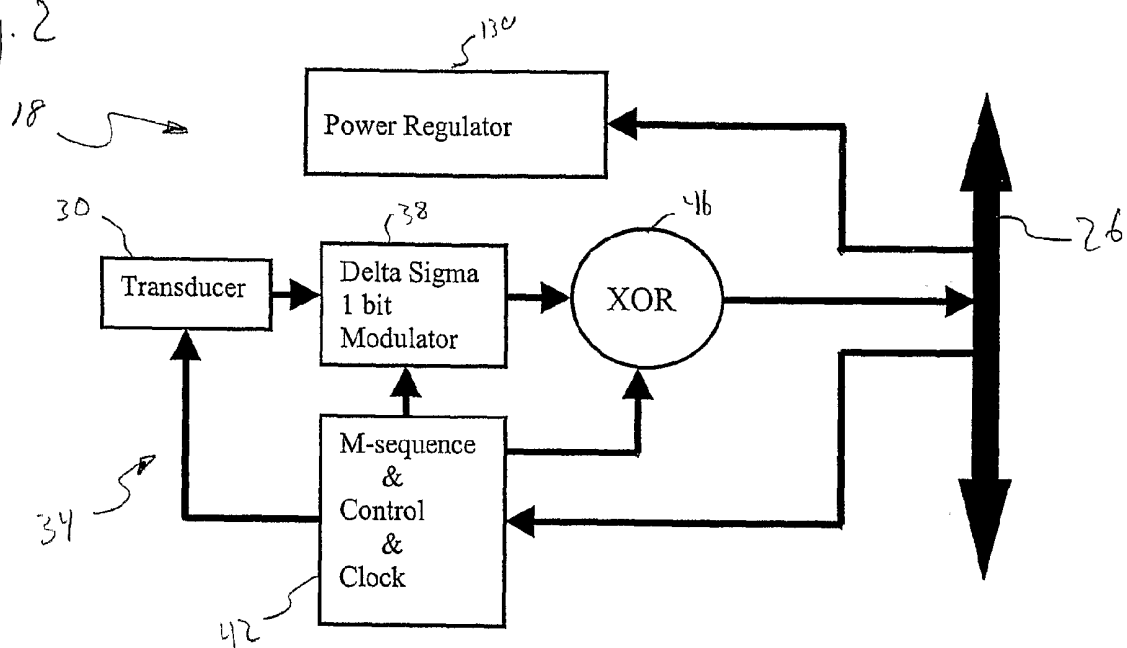 . 2
130
18
Power Regulator
30
38
46
26
Transducer
Delta Sigma
1 bit
Modulator
XOR
M-sequence
&
Control
&
Clock
34
42